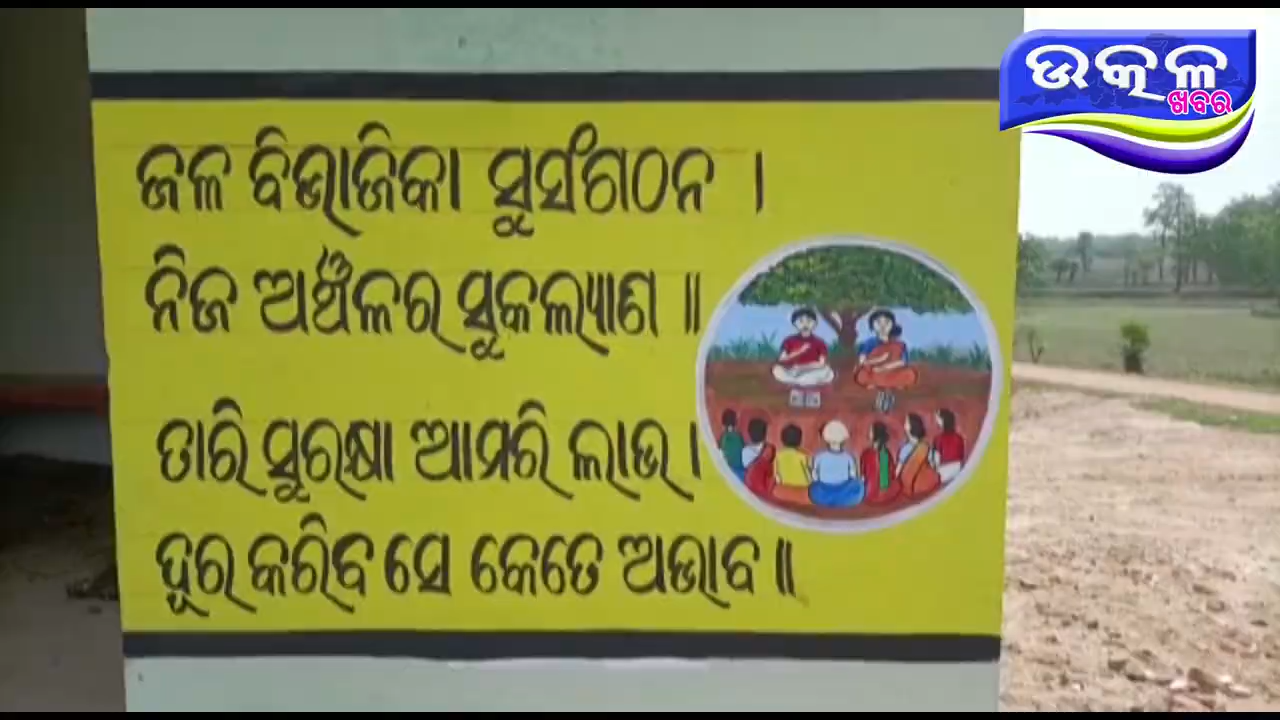 ଉତ୍କଳ
ଖବର
ଜଳ ବିଭାଜିକା ସୁସଂଗଠନ ।
ନିଜ ଅଞ୍ଚଳର ସୁକଲ୍ୟାଣ ॥
ତାରି ସୁରକ୍ଷା ଆମରି ଲାଭ ।
ଦୂର କରିବ ସେ କେତେ ଅଭାବ ॥